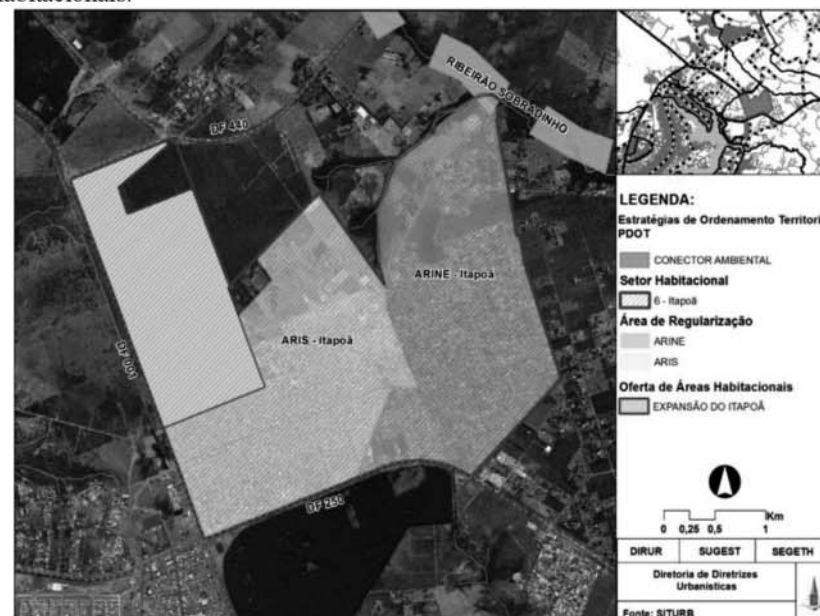 RIBEIRÃO SOBRADINHO
DF 440
ARINE - Itapoã
ARIS - Itapoã
DF 001
DF 250
LEGENDA:
Estratégias de Ordenamento Territori
PDOT
CONECTOR AMBIENTAL
Setor Habitacional
6 - Itapoã
Área de Regularização
ARINE
ARIS
Oferta de Áreas Habitacionais
EXPANSÃO DO ITAPOÃ
Km
0 0,25 0,5 1
DIRUR SUGEST SEGETH
Diretoria de Diretrizes
Urbanísticas
Fonte: SITURB